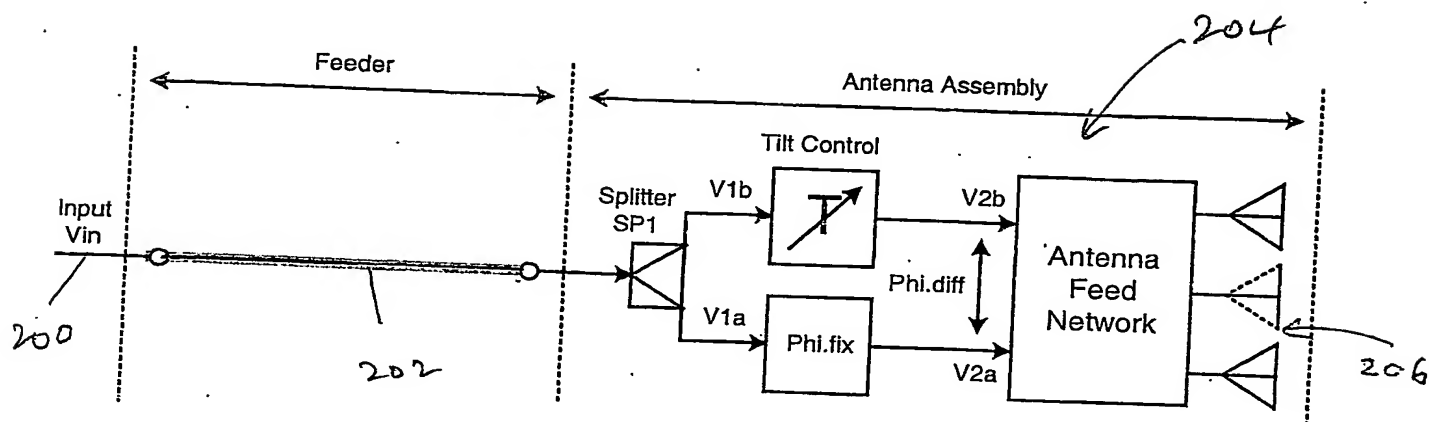 204
Feeder
Antenna Assembly
Tilt Control
Input
Vin
Splitter
SP1
V1b
T
V2b
Phi.diff
Antenna
Feed
Network
V1a
Phi.fix
V2a
200
202
206